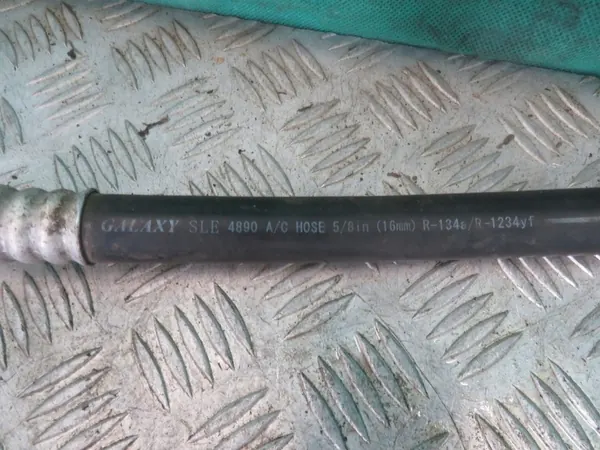 GALAXY SLE 4890 A/C HOSE 5/8in (16mm) R-134a/R-1234yf